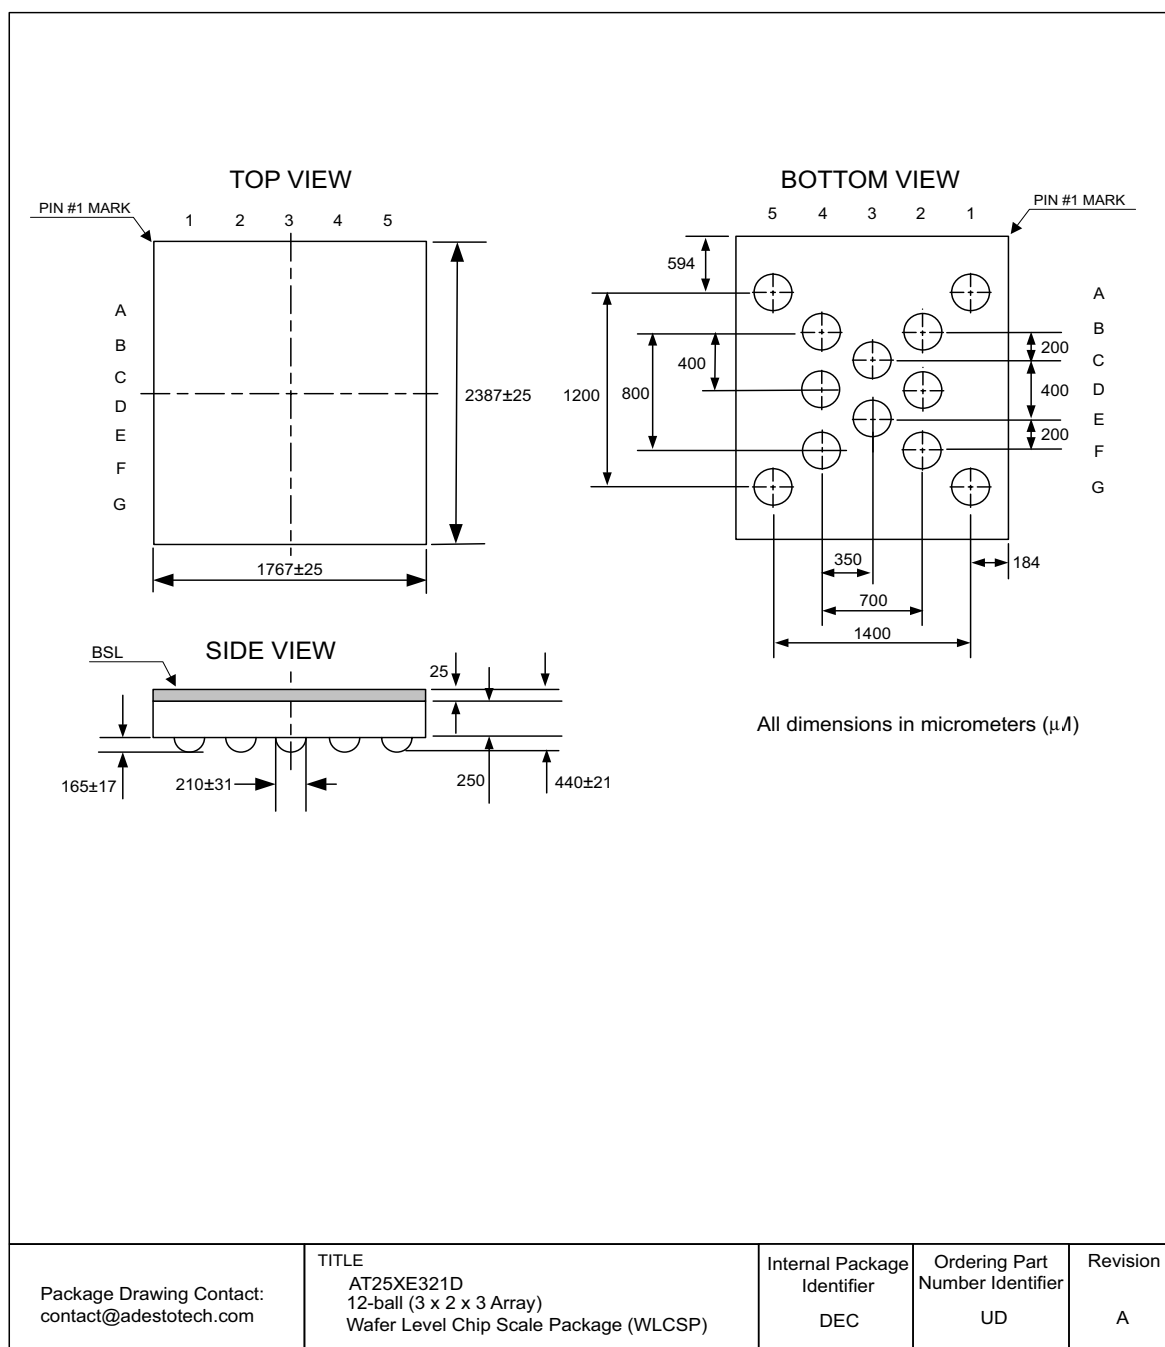 TOP VIEW
PIN #1 MARK
1 2 3 4 5
A
B
C
D
E
F
G
2387±25
1767±25
BOTTOM VIEW
PIN #1 MARK
5 4 3 2 1
594
1200
800
400
A
B
C
D
E
F
G
200
400
200
350
184
700
1400
SIDE VIEW
BSL
25
165±17
210±31
250
440±21
All dimensions in micrometers
Package Drawing Contact:
contact@adestotech.com
TITLE
AT25XE321D
12-ball (3 x 2 x 3 Array)
Wafer Level Chip Scale Package (WLCSP)
Internal Package
Identifier
DEC
Ordering Part
Number Identifier
UD
Revision
A